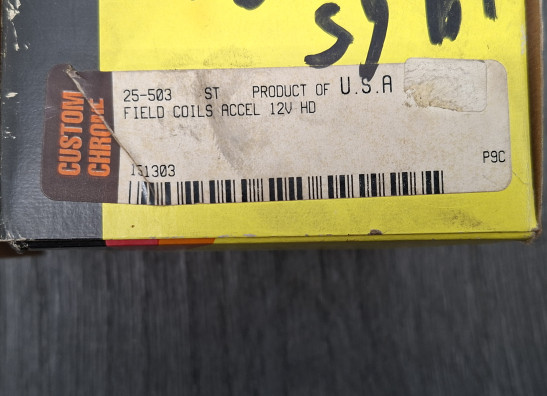 CUSTOM
CHROME
25-503 ST PRODUCT OF U.S.A
FIELD COILS ACCEL 12V HD
151303
P9C